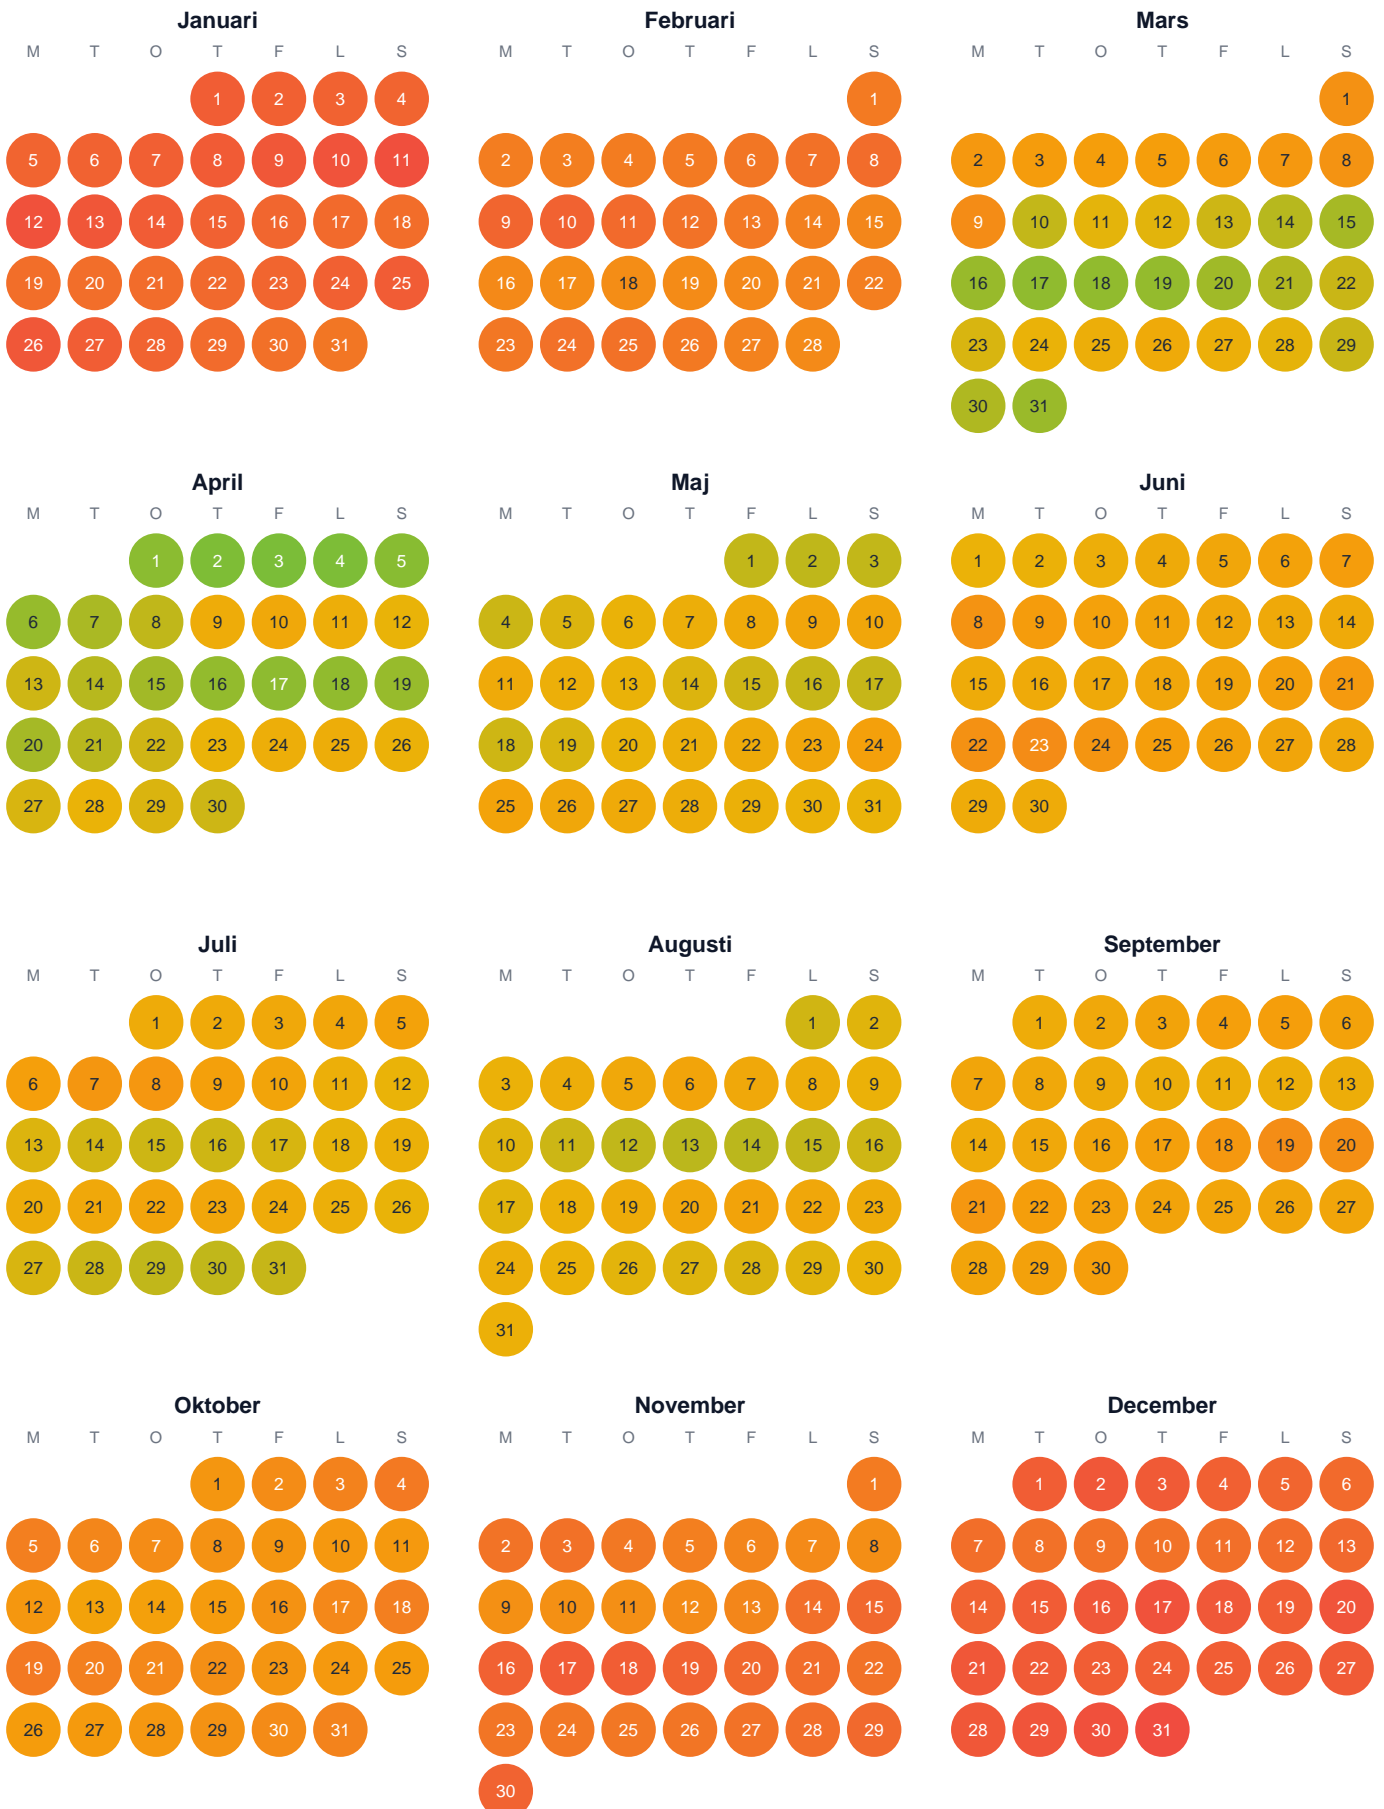 Januari Februari Mars
M T O T F L S M T O T F L S M T O T F L S
1 2 3 4 1 1
5 6 7 8 9 10 11 2 3 4 5 6 7 8 2 3 4 5 6 7 8
12 13 14 15 16 17 18 9 10 11 12 13 14 15 9 10 11 12 13 14 15
19 20 21 22 23 24 25 16 17 18 19 20 21 22 16 17 18 19 20 21 22
26 27 28 29 30 31 23 24 25 26 27 28 23 24 25 26 27 28 29
30 31
April Maj Juni
M T O T F L S M T O T F L S M T O T F L S
1 2 3 4 5 1 2 3 1 2 3 4 5 6 7
6 7 8 9 10 11 12 4 5 6 7 8 9 10 8 9 10 11 12 13 14
13 14 15 16 17 18 19 11 12 13 14 15 16 17 15 16 17 18 19 20 21
20 21 22 23 24 25 26 18 19 20 21 22 23 24 22 23 24 25 26 27 28
27 28 29 30 25 26 27 28 29 30 31 29 30
Juli Augusti September
M T O T F L S M T O T F L S M T O T F L S
1 2 3 4 5 1 2 1 2 3 4 5 6
6 7 8 9 10 11 12 3 4 5 6 7 8 9 7 8 9 10 11 12 13
13 14 15 16 17 18 19 10 11 12 13 14 15 16 14 15 16 17 18 19 20
20 21 22 23 24 25 26 17 18 19 20 21 22 23 21 22 23 24 25 26 27
27 28 29 30 31 24 25 26 27 28 29 30 28 29 30
31
Oktober November December
M T O T F L S M T O T F L S M T O T F L S
1 2 3 4 1 1 2 3 4 5 6
5 6 7 8 9 10 11 2 3 4 5 6 7 8 7 8 9 10 11 12 13
12 13 14 15 16 17 18 9 10 11 12 13 14 15 14 15 16 17 18 19 20
19 20 21 22 23 24 25 16 17 18 19 20 21 22 21 22 23 24 25 26 27
26 27 28 29 30 31 23 24 25 26 27 28 29 28 29 30 31
30